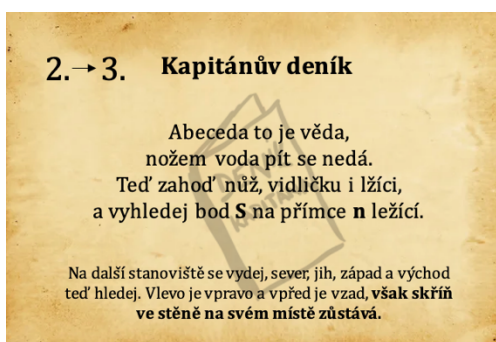 2.→3. Kapitánův deník
Abeceda to je věda,
nožem voda pít se nedá.
Teď zahoď nůž, vidličku i lžíci,
a vyhledej bod S na přímce n ležící.
Na další stanoviště se vydej, sever, jih, západ a východ
teď hledej. Vlevo je vpravo a vpřed je vzad, však skříň
ve stěně na svém místě zůstává.
DENÍK
KAPITÁNA